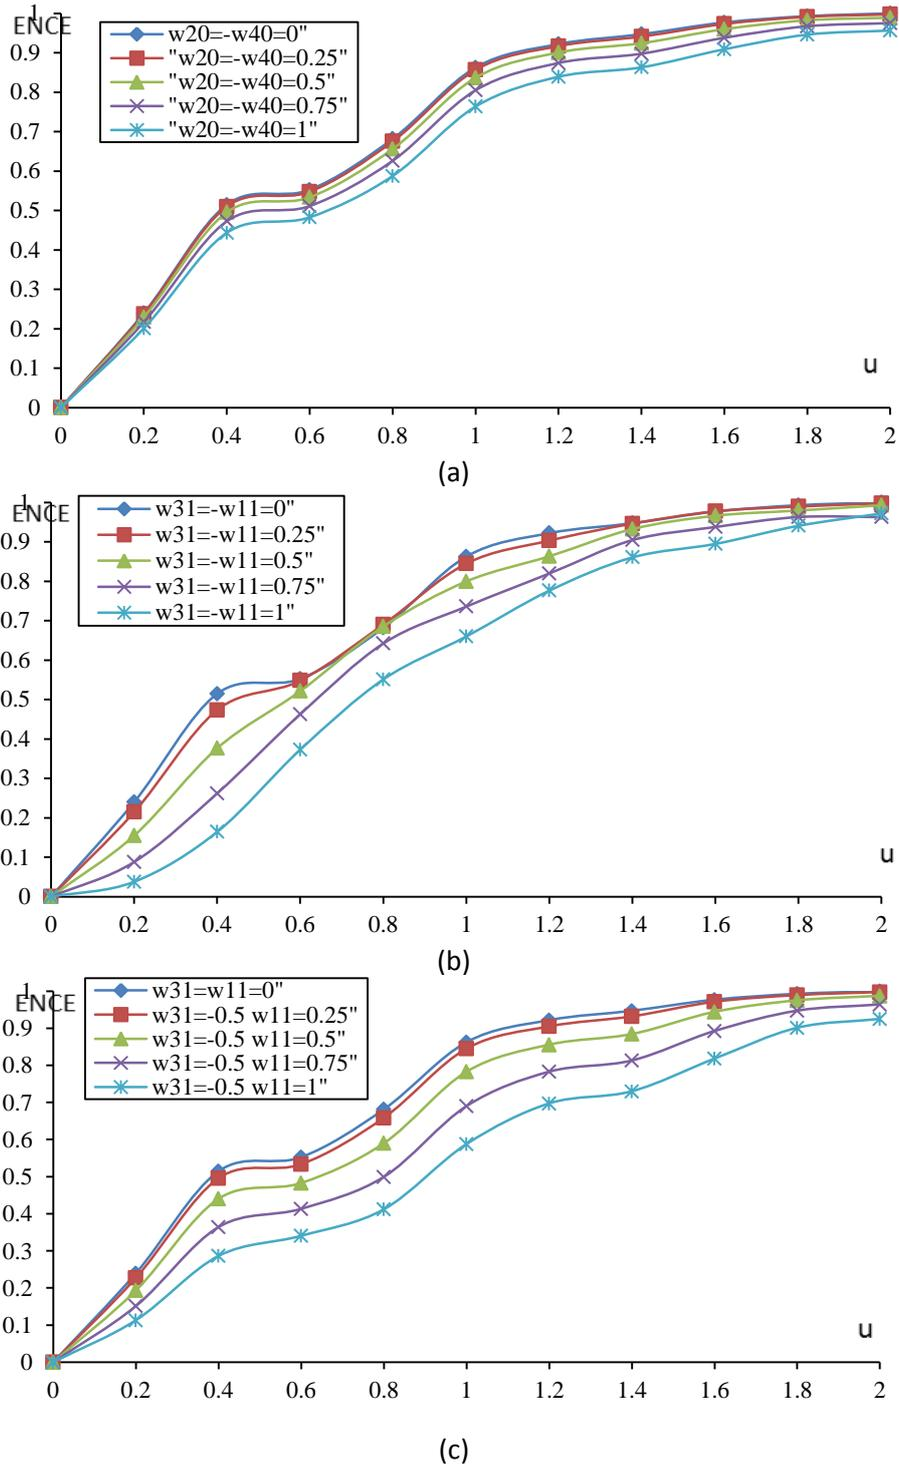 1
ENCE
w20=-w40=0"
"w20=-w40=0.25"
"w20=-w40=0.5"
"w20=-w40=0.75"
"w20=-w40=1"
0.9
0.8
0.7
0.6
0.5
0.4
0.3
0.2
0.1
0
u
0 0.2 0.4 0.6 0.8 1 1.2 1.4 1.6 1.8 2
(a)
1
ENCE
w31=-w11=0"
w31=-w11=0.25"
w31=-w11=0.5"
w31=-w11=0.75"
w31=-w11=1"
0.9
0.8
0.7
0.6
0.5
0.4
0.3
0.2
0.1
0
u
0 0.2 0.4 0.6 0.8 1 1.2 1.4 1.6 1.8 2
(b)
1
ENCE
w31=w11=0"
w31=-0.5 w11=0.25"
w31=-0.5 w11=0.5"
w31=-0.5 w11=0.75"
w31=-0.5 w11=1"
0.9
0.8
0.7
0.6
0.5
0.4
0.3
0.2
0.1
0
u
0 0.2 0.4 0.6 0.8 1 1.2 1.4 1.6 1.8 2
(c)